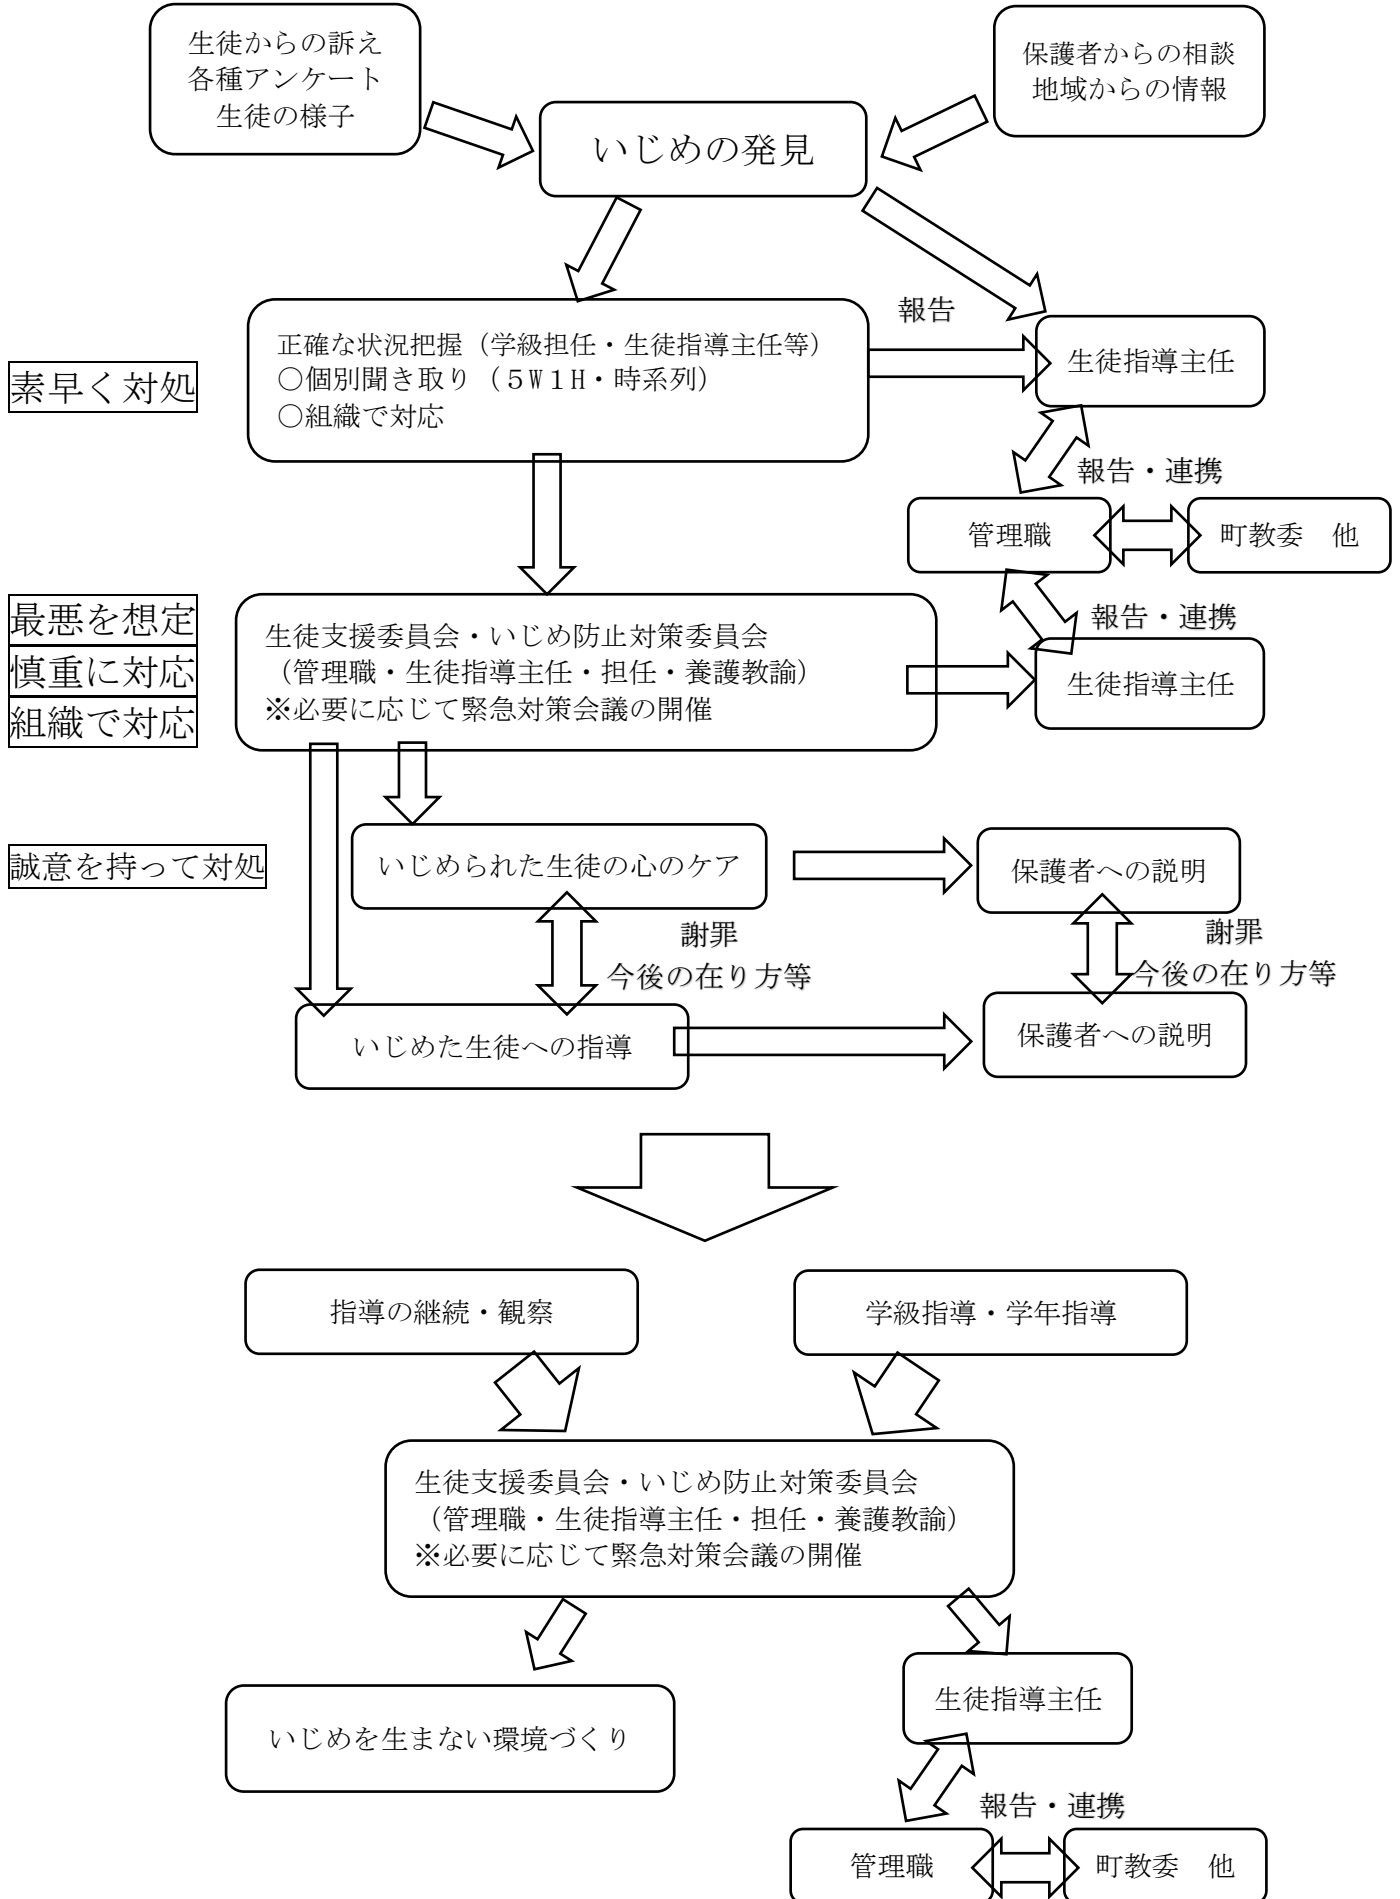 生徒からの訴え
各種アンケート
生徒の様子
保護者からの相談
地域からの情報
いじめの発見
報告
素早く対処
正確な状況把握（学級担任・生徒指導主任等）
○個別聞き取り（５W１H・時系列）
○組織で対応
生徒指導主任
報告・連携
管理職
町教委　他
最悪を想定
慎重に対応
組織で対応
生徒支援委員会・いじめ防止対策委員会
（管理職・生徒指導主任・担任・養護教諭）
※必要に応じて緊急対策会議の開催
報告・連携
生徒指導主任
誠意を持って対処
いじめられた生徒の心のケア
保護者への説明
謝罪
今後の在り方等
謝罪
今後の在り方等
いじめた生徒への指導
保護者への説明
指導の継続・観察
学級指導・学年指導
生徒支援委員会・いじめ防止対策委員会
（管理職・生徒指導主任・担任・養護教諭）
※必要に応じて緊急対策会議の開催
いじめを生まない環境づくり
生徒指導主任
報告・連携
管理職
町教委　他